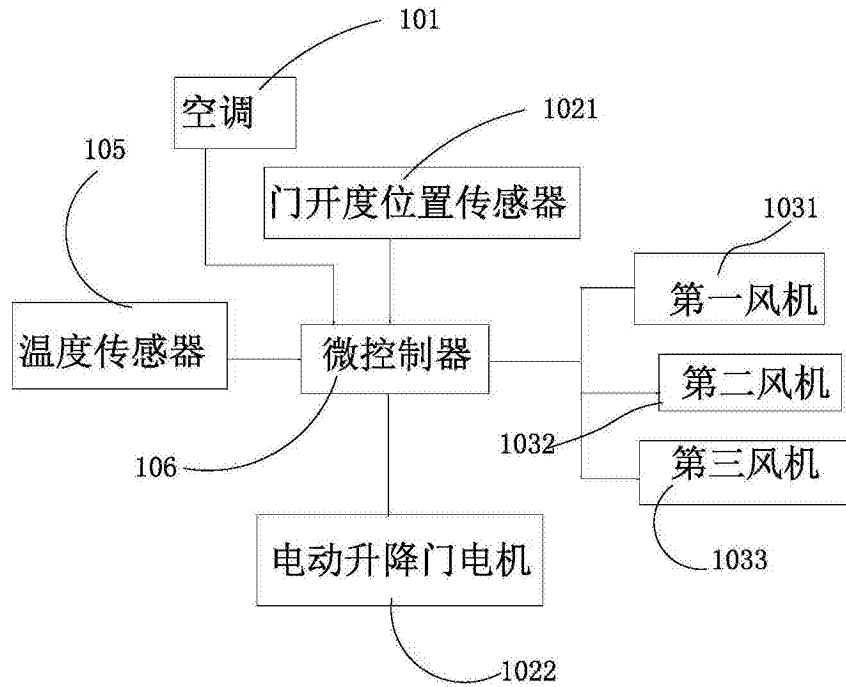 101
空调
1021
105
门开度位置传感器
1031
第一风机
温度传感器
微控制器
第二风机
1032
106
第三风机
电动升降门电机
1033
1022